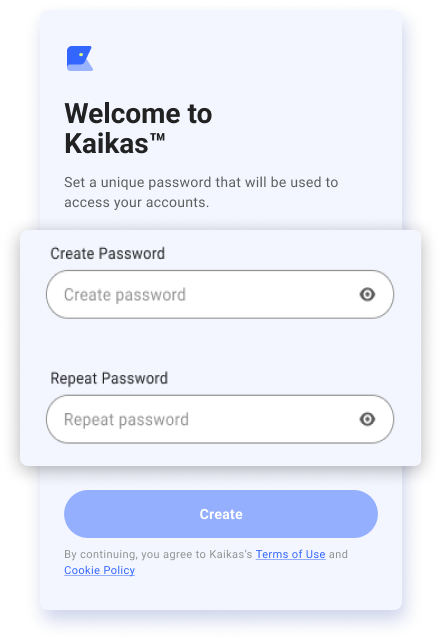 Welcome to
Kaikas™
Set a unique password that will be used to
access your accounts.
Create Password
Create password
Repeat Password
Repeat password
Create
By continuing, you agree to Kaikas's Terms of Use and
Cookie Policy